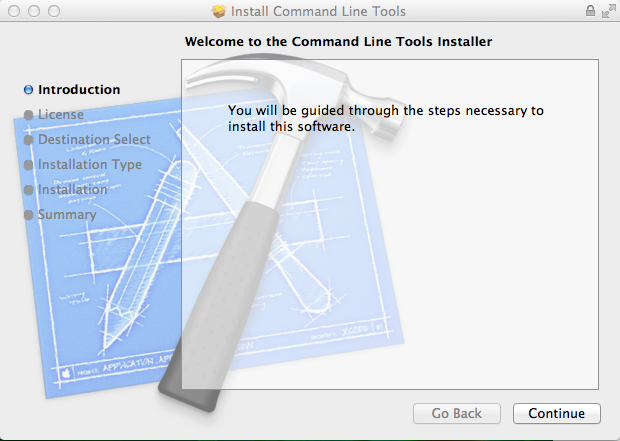 Install Command Line Tools
Welcome to the Command Line Tools Installer
Introduction
License
Destination Select
Installation Type
Installation
Summary
You will be guided through the steps necessary to
install this software.
XCODE
Go Back
Continue